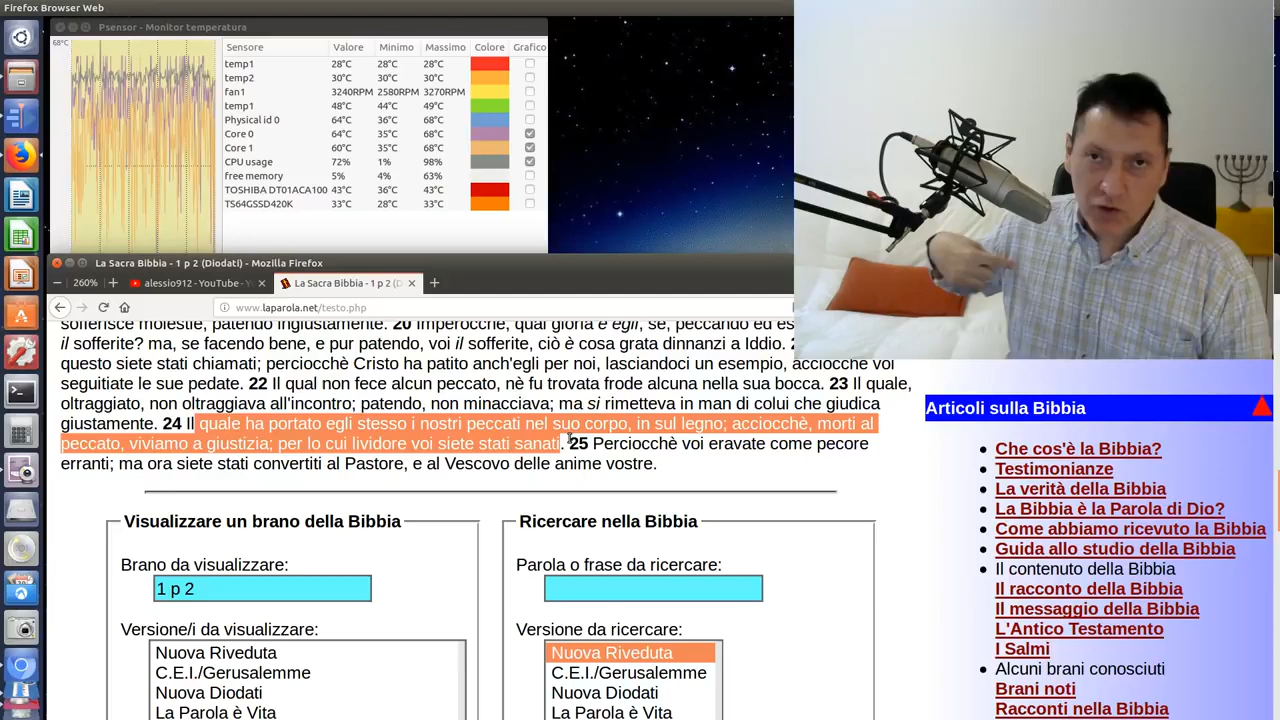 Firefox Browser Web
Psensor - Monitor temperatura
68°C
Sensore Valore Minimo Massimo Colore Grafico
temp1 28°C 28°C 28°C
temp2 30°C 30°C 30°C
fan1 3240RPM 2580RPM 3270RPM
temp1 48°C 44°C 49°C
Physical id 0 64°C 36°C 68°C
Core 0 64°C 35°C 68°C
Core 1 60°C 35°C 68°C
CPU usage 72% 1% 98%
free memory 5% 4% 63%
TOSHIBA DT01ACA100 43°C 36°C 43°C
TS64GSSD420K 33°C 28°C 33°C
La Sacra Bibbia - 1 p 2 (Diodati) - Mozilla Firefox
260% alessio912 - YouTube - Y La Sacra Bibbia - 1 p 2 (D
www.laparola.net/testo.php
sofferisce molestie, patendo ingiustamente. 20 Imperocchè, qual gloria è egli, se, peccando ed es
il sofferite? ma, se facendo bene, e pur patendo, voi il sofferite, ciò è cosa grata dinnanzi a Iddio.
questo siete stati chiamati; perciocchè Cristo ha patito anch'egli per noi, lasciandoci un esempio, acciocchè voi
seguitiate le sue pedate. 22 Il qual non fece alcun peccato, nè fu trovata frode alcuna nella sua bocca. 23 Il quale,
oltraggiato, non oltraggiava all'incontro; patendo, non minacciava; ma si rimetteva in man di colui che giudica
giustamente. 24 Il quale ha portato egli stesso i nostri peccati nel suo corpo, in sul legno; acciocchè, morti al
peccato, viviamo a giustizia; per lo cui lividore voi siete stati sanati. 25 Perciocchè voi eravate come pecore
erranti; ma ora siete stati convertiti al Pastore, e al Vescovo delle anime vostre.
Visualizzare un brano della Bibbia
Brano da visualizzare:
1 p 2
Versione/i da visualizzare:
Nuova Riveduta
C.E.I./Gerusalemme
Nuova Diodati
La Parola è Vita
Ricercare nella Bibbia
Parola o frase da ricercare:
Versione da ricercare:
Nuova Riveduta
C.E.I./Gerusalemme
Nuova Diodati
La Parola è Vita
Articoli sulla Bibbia
Che cos'è la Bibbia?
Testimonianze
La verità della Bibbia
La Bibbia è la Parola di Dio?
Come abbiamo ricevuto la Bibbia
Guida allo studio della Bibbia
Il contenuto della Bibbia
Il racconto della Bibbia
Il messaggio della Bibbia
L'Antico Testamento
I Salmi
Alcuni brani conosciuti
Brani noti
Racconti nella Bibbia